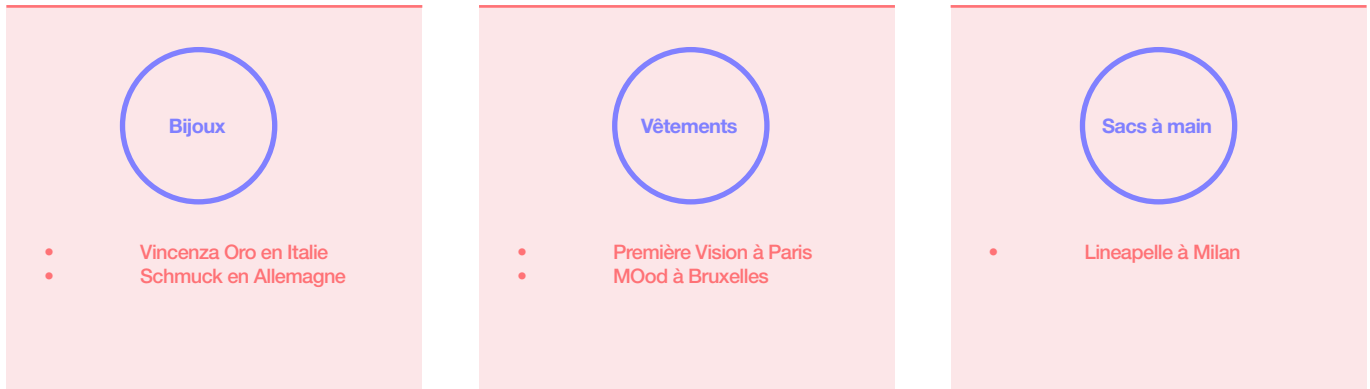 Bijoux
• Vincenza Oro en Italie
• Schmuck en Allemagne
Vêtements
• Première Vision à Paris
• MOod à Bruxelles
Sacs à main
• Lineapelle à Milan